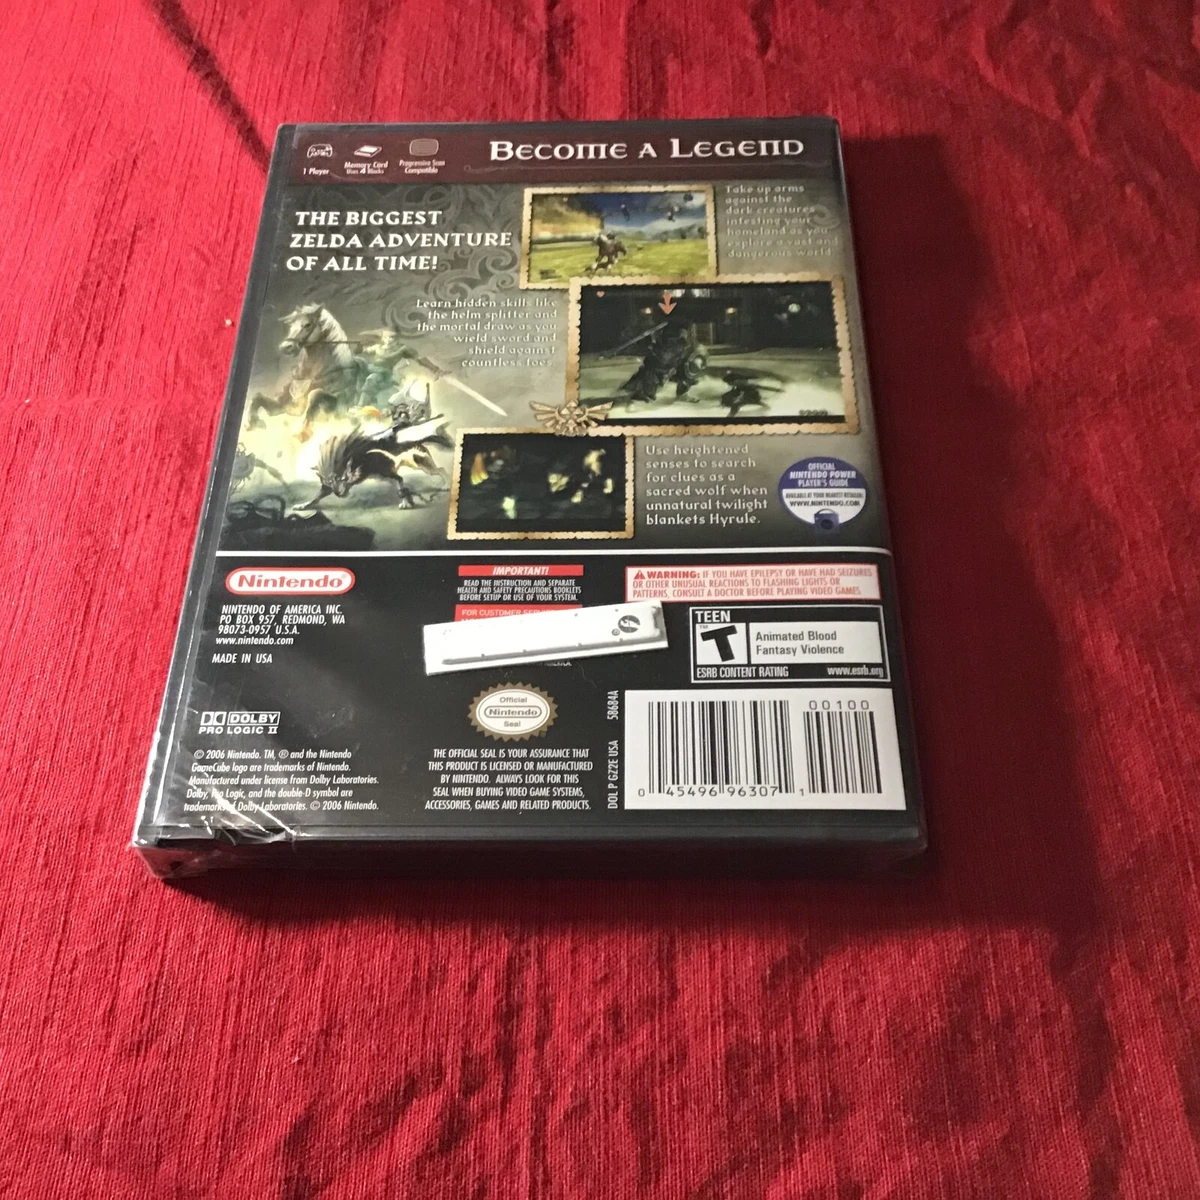 1 Player
Memory Card
Uses 4 Blocks
Progressive Scan
Compatible
BECOME A LEGEND
THE BIGGEST
ZELDA ADVENTURE
OF ALL TIME!
Take up arms
against the
dark creatures
infesting your
homeland as you
explore a vast and
dangerous world.
Learn hidden skills like
the helm splitter and
the mortal draw as you
wield sword and
shield against
countless foes.
Use heightened
senses to search
for clues as a
sacred wolf when
unnatural twilight
blankets Hyrule.
OFFICIAL
NINTENDO POWER
PLAYER'S GUIDE
AVAILABLE AT YOUR NEAREST RETAILER
WWW.NINTENDO.COM
Nintendo
NINTENDO OF AMERICA INC.
PO BOX 957, REDMOND, WA
98073-0957 U.S.A.
www.nintendo.com
MADE IN USA
IMPORTANT!
READ THE INSTRUCTION AND SEPARATE
HEALTH AND SAFETY PRECAUTIONS BOOKLETS
BEFORE SETUP OR USE OF YOUR SYSTEM.
FOR CUSTOMER
WARNING: IF YOU HAVE EPILEPSY OR HAVE HAD SEIZURES
OR OTHER UNUSUAL REACTIONS TO FLASHING LIGHTS OR
PATTERNS, CONSULT A DOCTOR BEFORE PLAYING VIDEO GAMES
TEEN
T
TM
Animated Blood
Fantasy Violence
ESRB CONTENT RATING www.esrb.org
DOLBY
PRO LOGIC II
Official
Nintendo
Seal
© 2006 Nintendo. TM, ® and the Nintendo
GameCube logo are trademarks of Nintendo.
Manufactured under license from Dolby Laboratories.
Dolby, Pro Logic, and the double-D symbol are
trademarks of Dolby Laboratories. © 2006 Nintendo.
THE OFFICIAL SEAL IS YOUR ASSURANCE THAT
THIS PRODUCT IS LICENSED OR MANUFACTURED
BY NINTENDO. ALWAYS LOOK FOR THIS
SEAL WHEN BUYING VIDEO GAME SYSTEMS,
ACCESSORIES, GAMES AND RELATED PRODUCTS.
DOL P GZ2E USA 58684A
00100
0 45496 96307 1